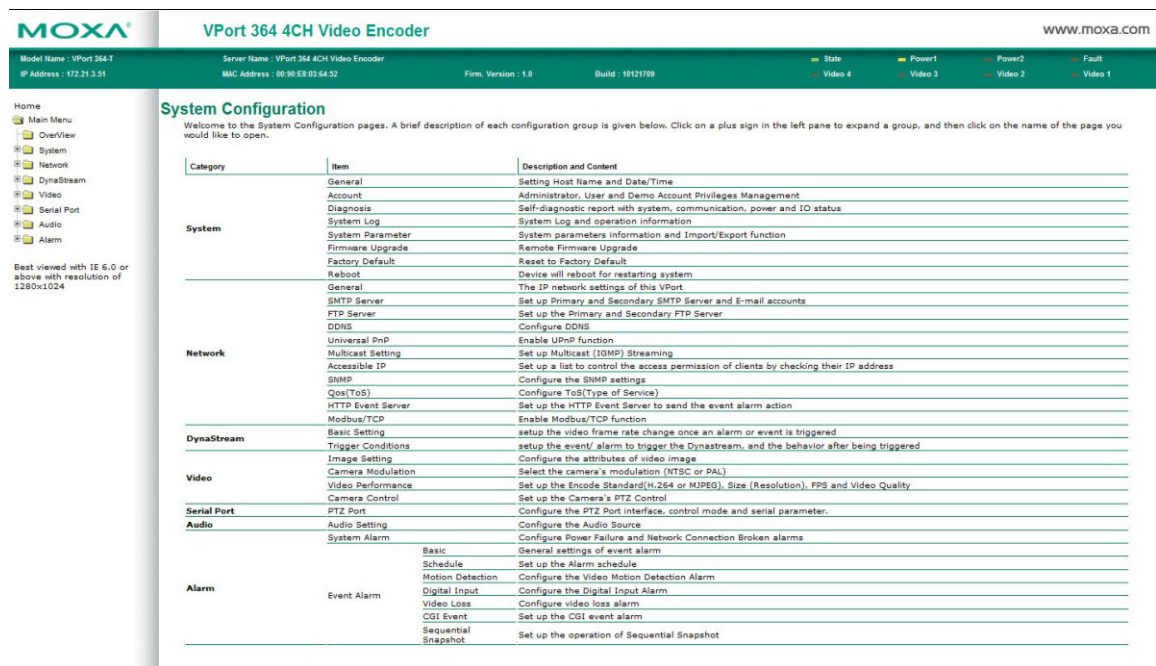 MOXA
VPort 364 4CH Video Encoder
www.moxa.com
Model Name : VPort 364-T
Server Name : VPort 364 4CH Video Encoder
State
Power1
Power2
Fault
IP Address : 172.21.3.51
MAC Address : 00:90:E8:03:64:52
Firm. Version : 1.0
Build : 10121709
Video 4
Video 3
Video 2
Video 1
Home
Main Menu
OverView
System
Network
DynaStream
Video
Serial Port
Audio
Alarm
Best viewed with IE 6.0 or
above with resolution of
1280x1024
System Configuration
Welcome to the System Configuration pages. A brief description of each configuration group is given below. Click on a plus sign in the left pane to expand a group, and then click on the name of the page you
would like to open.
Category Item Description and Content
System
General Setting Host Name and Date/Time
Account Administrator, User and Demo Account Privileges Management
Diagnosis Self-diagnostic report with system, communication, power and IO status
System Log System Log and operation information
System Parameter System parameters information and Import/Export function
Firmware Upgrade Remote Firmware Upgrade
Factory Default Reset to Factory Default
Reboot Device will reboot for restarting system
Network
General The IP network settings of this VPort
SMTP Server Set up Primary and Secondary SMTP Server and E-mail accounts
FTP Server Set up the Primary and Secondary FTP Server
DDNS Configure DDNS
Universal PnP Enable UPnP function
Multicast Setting Set up Multicast (IGMP) Streaming
Accessible IP Set up a list to control the access permission of clients by checking their IP address
SNMP Configure the SNMP settings
Qos(ToS) Configure ToS(Type of Service)
HTTP Event Server Set up the HTTP Event Server to send the event alarm action
Modbus/TCP Enable Modbus/TCP function
DynaStream
Basic Setting setup the video frame rate change once an alarm or event is triggered
Trigger Conditions setup the event/ alarm to trigger the Dynastream, and the behavior after being triggered
Video
Image Setting Configure the attributes of video image
Camera Modulation Select the camera's modulation (NTSC or PAL)
Video Performance Set up the Encode Standard(H.264 or MJPEG), Size (Resolution), FPS and Video Quality
Camera Control Set up the Camera's PTZ Control
Serial Port PTZ Port Configure the PTZ Port interface, control mode and serial parameter.
Audio Audio Setting Configure the Audio Source
Alarm
System Alarm Configure Power Failure and Network Connection Broken alarms
Event Alarm
Basic General settings of event alarm
Schedule Set up the Alarm schedule
Motion Detection Configure the Video Motion Detection Alarm
Digital Input Configure the Digital Input Alarm
Video Loss Configure video loss alarm
CGI Event Set up the CGI event alarm
Sequential
Snapshot Set up the operation of Sequential Snapshot